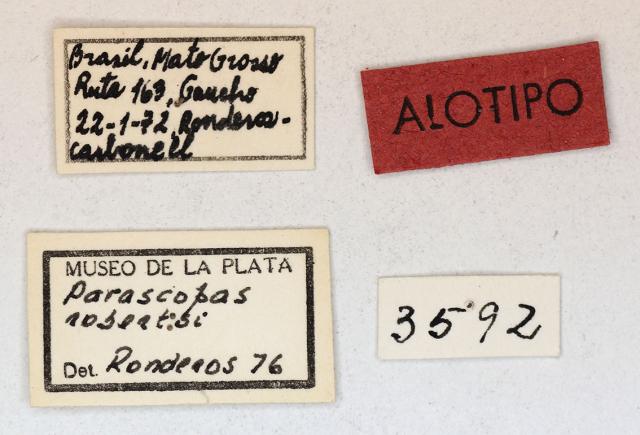 Brasil, Mato Grosso
Ruta 163, Gaucho
22-1-72, Ronderos-
carbonell
ALOTIPO
MUSEO DE LA PLATA
Parascopas
robertsi
Det. Ronderos 76
3592